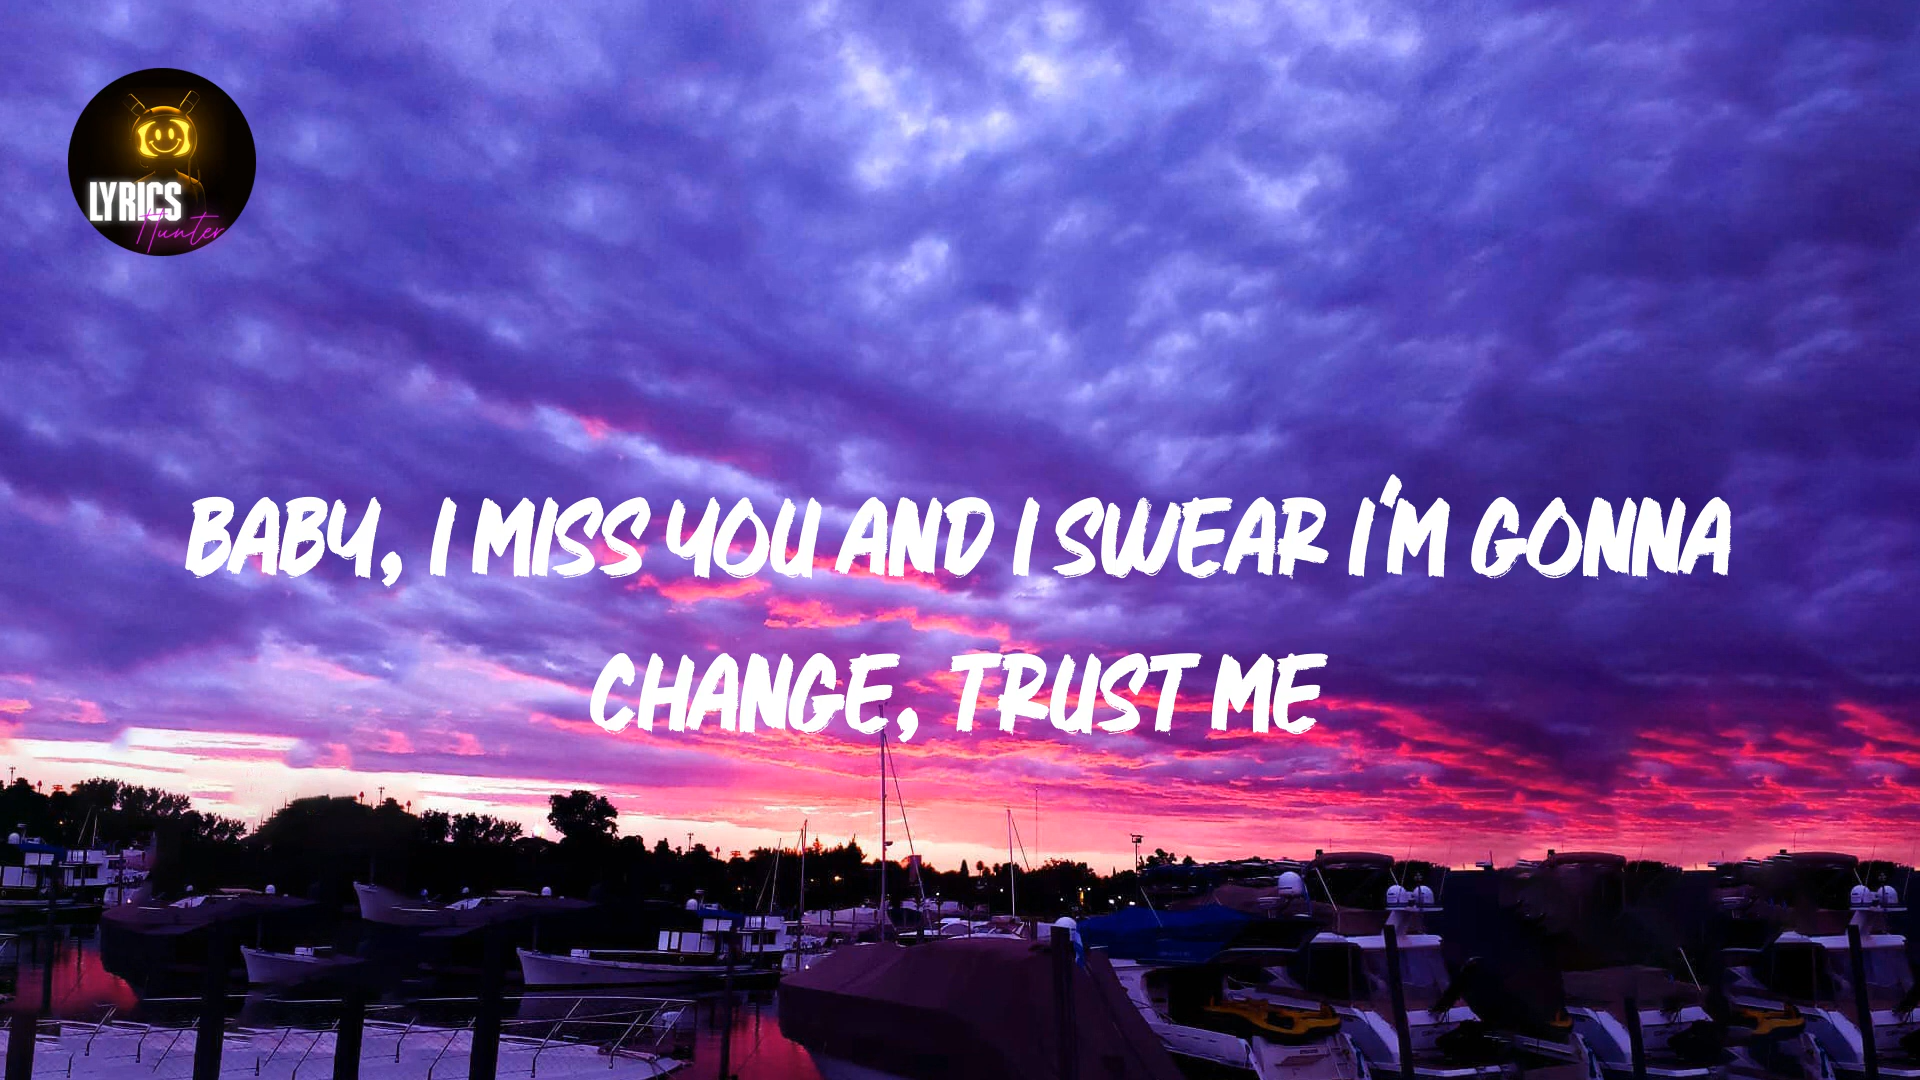 LYRICS
Hunter
BABY, I MISS YOU AND I SWEAR I'M GONNA
CHANGE, TRUST ME